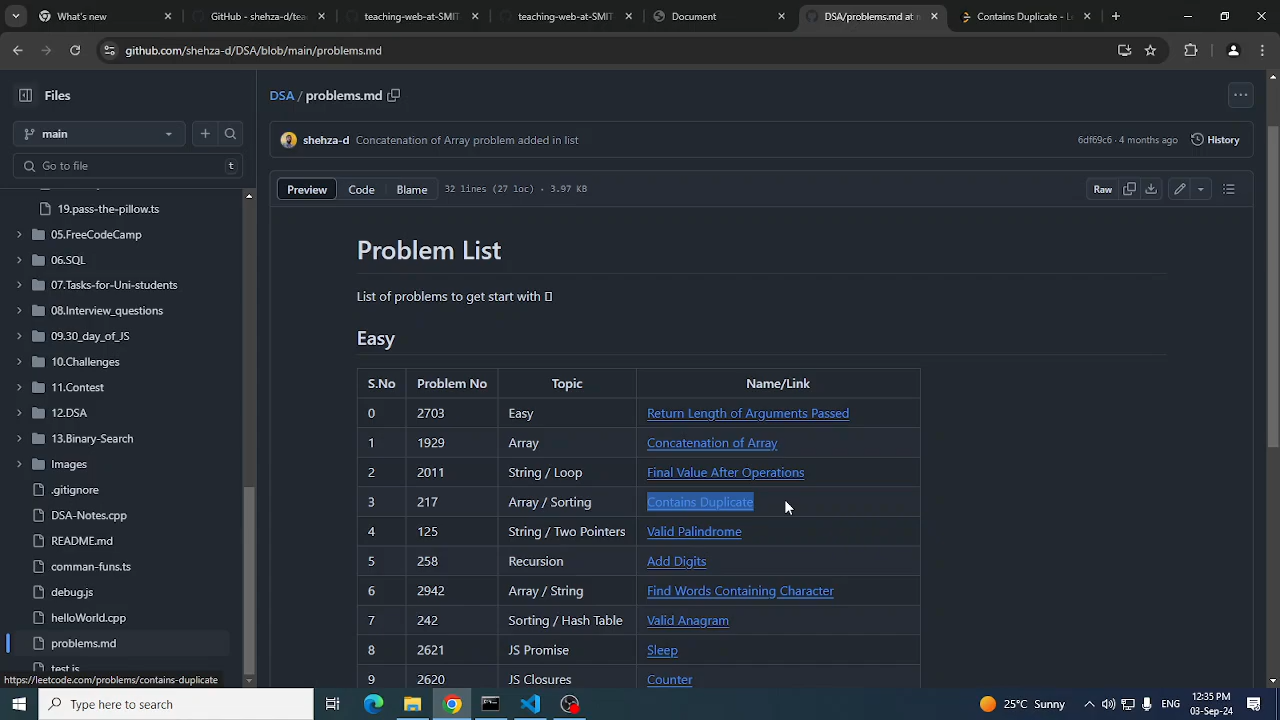 What's new
GitHub - shehza-d/tea
teaching-web-at-SMIT
teaching-web-at-SMIT
Document
DSA/problems.md at
Contains Duplicate - Le
github.com/shehza-d/DSA/blob/main/problems.md
Files
main
Go to file
t
19.pass-the-pillow.ts
05.FreeCodeCamp
06.SQL
07.Tasks-for-Uni-students
08.Interview_questions
09.30_day_of_JS
10.Challenges
11.Contest
12.DSA
13.Binary-Search
Images
.gitignore
DSA-Notes.cpp
README.md
comman-funs.ts
debug.js
helloWorld.cpp
problems.md
test.js
https://leetcode.com/problems/contains-duplicate
DSA / problems.md
shehza-d Concatenation of Array problem added in list
6df69c6 · 4 months ago
History
Preview Code Blame 32 lines (27 loc) · 3.97 KB
Raw
Problem List
List of problems to get start with
Easy
S.No Problem No Topic Name/Link
0 2703 Easy Return Length of Arguments Passed
1 1929 Array Concatenation of Array
2 2011 String / Loop Final Value After Operations
3 217 Array / Sorting Contains Duplicate
4 125 String / Two Pointers Valid Palindrome
5 258 Recursion Add Digits
6 2942 Array / String Find Words Containing Character
7 242 Sorting / Hash Table Valid Anagram
8 2621 JS Promise Sleep
9 2620 JS Closures Counter
Type here to search
25°C Sunny
ENG
12:35 PM
03-Sep-24